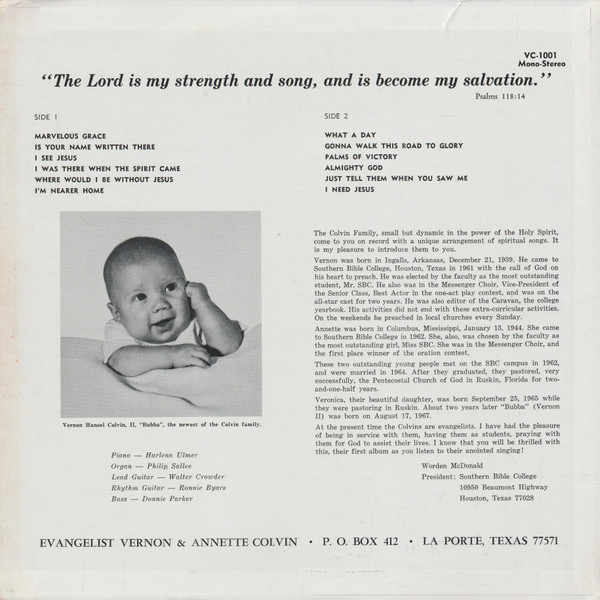 VC-1001
Mono-Stereo
“The Lord is my strength and song, and is become my salvation.”
Psalms 118:14
SIDE 1
MARVELOUS GRACE
IS YOUR NAME WRITTEN THERE
I SEE JESUS
I WAS THERE WHEN THE SPIRIT CAME
WHERE WOULD I BE WITHOUT JESUS
I'M NEARER HOME
SIDE 2
WHAT A DAY
GONNA WALK THIS ROAD TO GLORY
PALMS OF VICTORY
ALMIGHTY GOD
JUST TELL THEM WHEN YOU SAW ME
I NEED JESUS
Vernon Hansel Colvin, II, "Bubba", the newest of the Colvin family.
Piano — Harlena Ulmer
Organ — Philip Sallee
Lead Guitar — Walter Crowder
Rhythm Guitar — Ronnie Byars
Bass — Donnie Parker
The Colvin Family, small but dynamic in the power of the Holy Spirit,
come to you on record with a unique arrangement of spiritual songs. It
is my pleasure to introduce them to you.
Vernon was born in Ingalls, Arkansas, December 21, 1939. He came to
Southern Bible College, Houston, Texas in 1961 with the call of God on
his heart to preach. He was elected by the faculty as the most outstanding
student, Mr. SBC. He also was in the Messenger Choir, Vice-President of
the Senior Class, Best Actor in the one-act play contest, and was on the
all-star cast for two years. He was also editor of the Caravan, the college
yearbook. His activities did not end with these extra-curricular activities.
On the weekends he preached in local churches every Sunday.
Annette was born in Columbus, Mississippi, January 13, 1944. She came
to Southern Bible College in 1962. She, also, was chosen by the faculty as
the most outstanding girl, Miss SBC. She was in the Messenger Choir, and
the first place winner of the oration contest.
These two outstanding young people met on the SBC campus in 1962,
and were married in 1964. After they graduated, they pastored, very
successfully, the Pentecostal Church of God in Ruskin, Florida for two-
and-one-half years.
Veronica, their beautiful daughter, was born September 25, 1965 while
they were pastoring in Ruskin. About two years later "Bubba" (Vernon
II) was born on August 17, 1967.
At the present time the Colvins are evangelists. I have had the pleasure
of being in service with them, having them as students, praying with
them for God to assist their lives. I know that you will be thrilled with
this, their first album as you listen to their anointed singing!
Worden McDonald
President: Southern Bible College
10950 Beaumont Highway
Houston, Texas 77028
EVANGELIST VERNON & ANNETTE COLVIN • P. O. BOX 412 • LA PORTE, TEXAS 77571